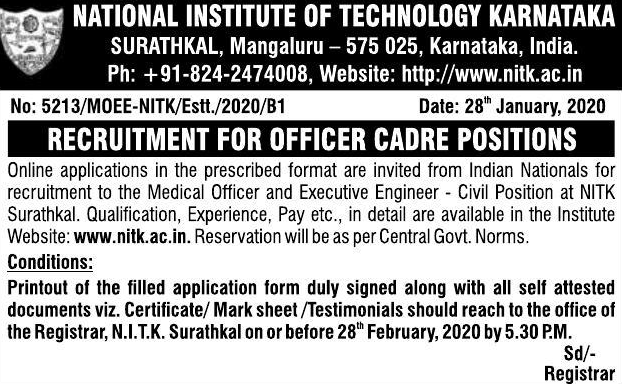 NATIONAL INSTITUTE OF TECHNOLOGY KARNATAKA
SURATHKAL, Mangaluru – 575 025, Karnataka, India.
Ph: +91-824-2474008, Website: http://www.nitk.ac.in
No: 5213/MOEE-NITK/Estt./2020/B1 Date: 28th January, 2020
RECRUITMENT FOR OFFICER CADRE POSITIONS
Online applications in the prescribed format are invited from Indian Nationals for
recruitment to the Medical Officer and Executive Engineer - Civil Position at NITK
Surathkal. Qualification, Experience, Pay etc., in detail are available in the Institute
Website: www.nitk.ac.in. Reservation will be as per Central Govt. Norms.
Conditions:
Printout of the filled application form duly signed along with all self attested
documents viz. Certificate/ Mark sheet /Testimonials should reach to the office of
the Registrar, N.I.T.K. Surathkal on or before 28th February, 2020 by 5.30 P.M.
Sd/-
Registrar